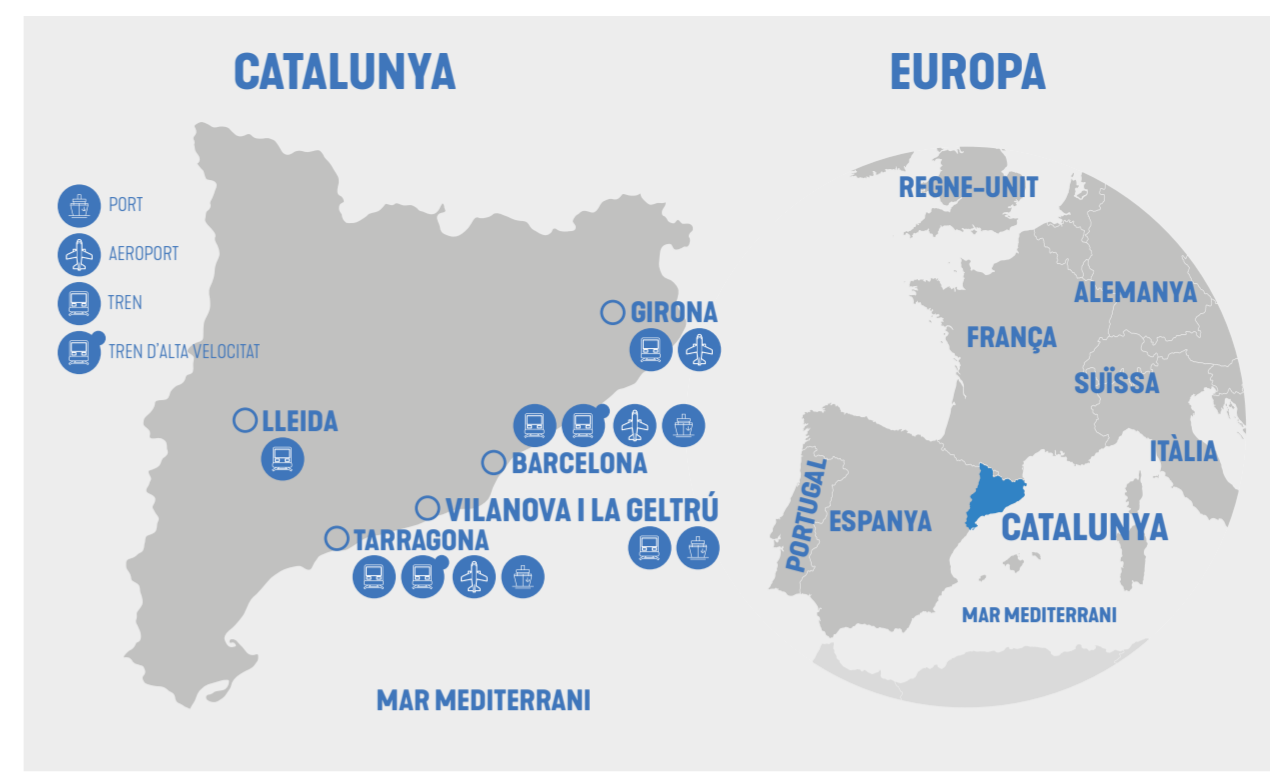 CATALUNYA
PORT
AEROPORT
TREN
TREN D'ALTA VELOCITAT
GIRONA
LLEIDA
BARCELONA
VILANOVA I LA GELTRÚ
TARRAGONA
MAR MEDITERRANI
EUROPA
REGNE-UNIT
ALEMANYA
FRANÇA
SUÏSSA
ITÀLIA
PORTUGAL
ESPANYA
CATALUNYA
MAR MEDITERRANI